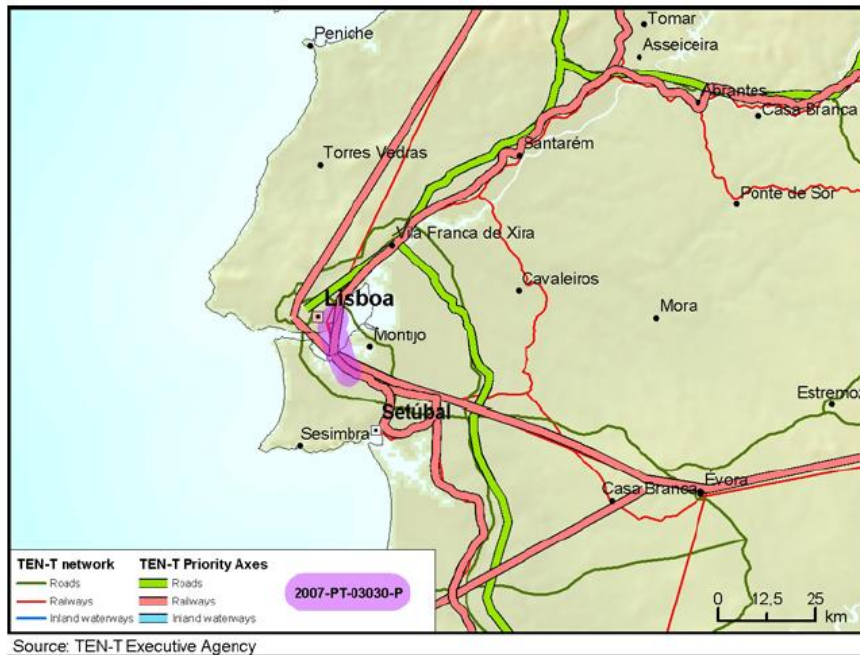 Tomar
Peniche
Asseiceira
Abrantes
Casa Branca
Santarém
Torres Vedras
Ponte de Sôr
Vila Franca de Xira
Cavaleiros
Lisboa
Mora
Montijo
Estremoz
Setúbal
Sesimbra
Casa Branca
Évora
TEN-T network
Roads
Railways
Inland waterways
TEN-T Priority Axes
Roads
Railways
Inland waterways
2007-PT-03030-P
0 12,5 25
km
Source: TEN-T Executive Agency